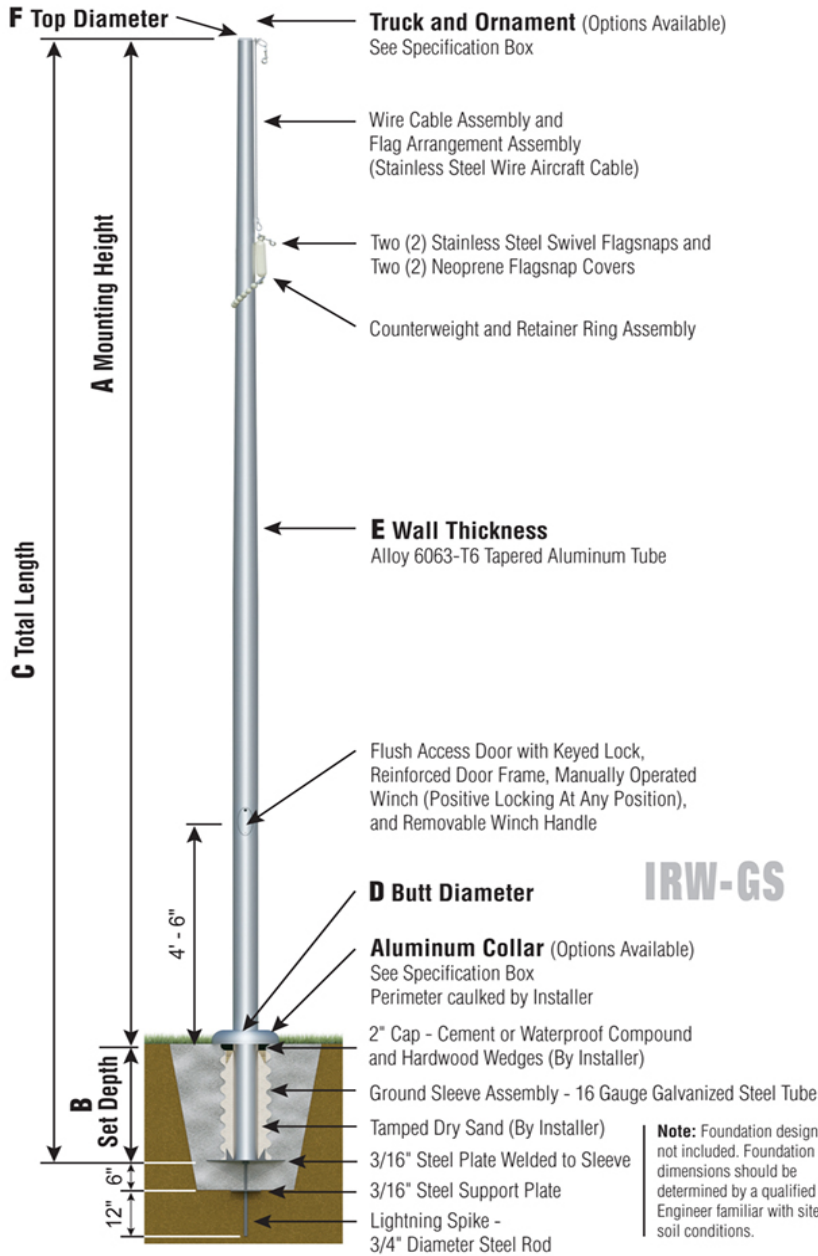 F Top Diameter
Truck and Ornament (Options Available)
See Specification Box
Wire Cable Assembly and
Flag Arrangement Assembly
(Stainless Steel Wire Aircraft Cable)
A Mounting Height
Two (2) Stainless Steel Swivel Flagsnaps and
Two (2) Neoprene Flagsnap Covers
Counterweight and Retainer Ring Assembly
E Wall Thickness
Alloy 6063-T6 Tapered Aluminum Tube
C Total Length
Flush Access Door with Keyed Lock,
Reinforced Door Frame, Manually Operated
Winch (Positive Locking At Any Position),
and Removable Winch Handle
IRW-GS
D Butt Diameter
4' - 6"
Aluminum Collar (Options Available)
See Specification Box
Perimeter caulked by Installer
2" Cap - Cement or Waterproof Compound
and Hardwood Wedges (By Installer)
B
Set Depth
Ground Sleeve Assembly - 16 Gauge Galvanized Steel Tube
Tamped Dry Sand (By Installer)
3/16" Steel Plate Welded to Sleeve
6"
3/16" Steel Support Plate
12"
Lightning Spike -
3/4" Diameter Steel Rod
Note: Foundation design
not included. Foundation
dimensions should be
determined by a qualified
Engineer familiar with site
soil conditions.